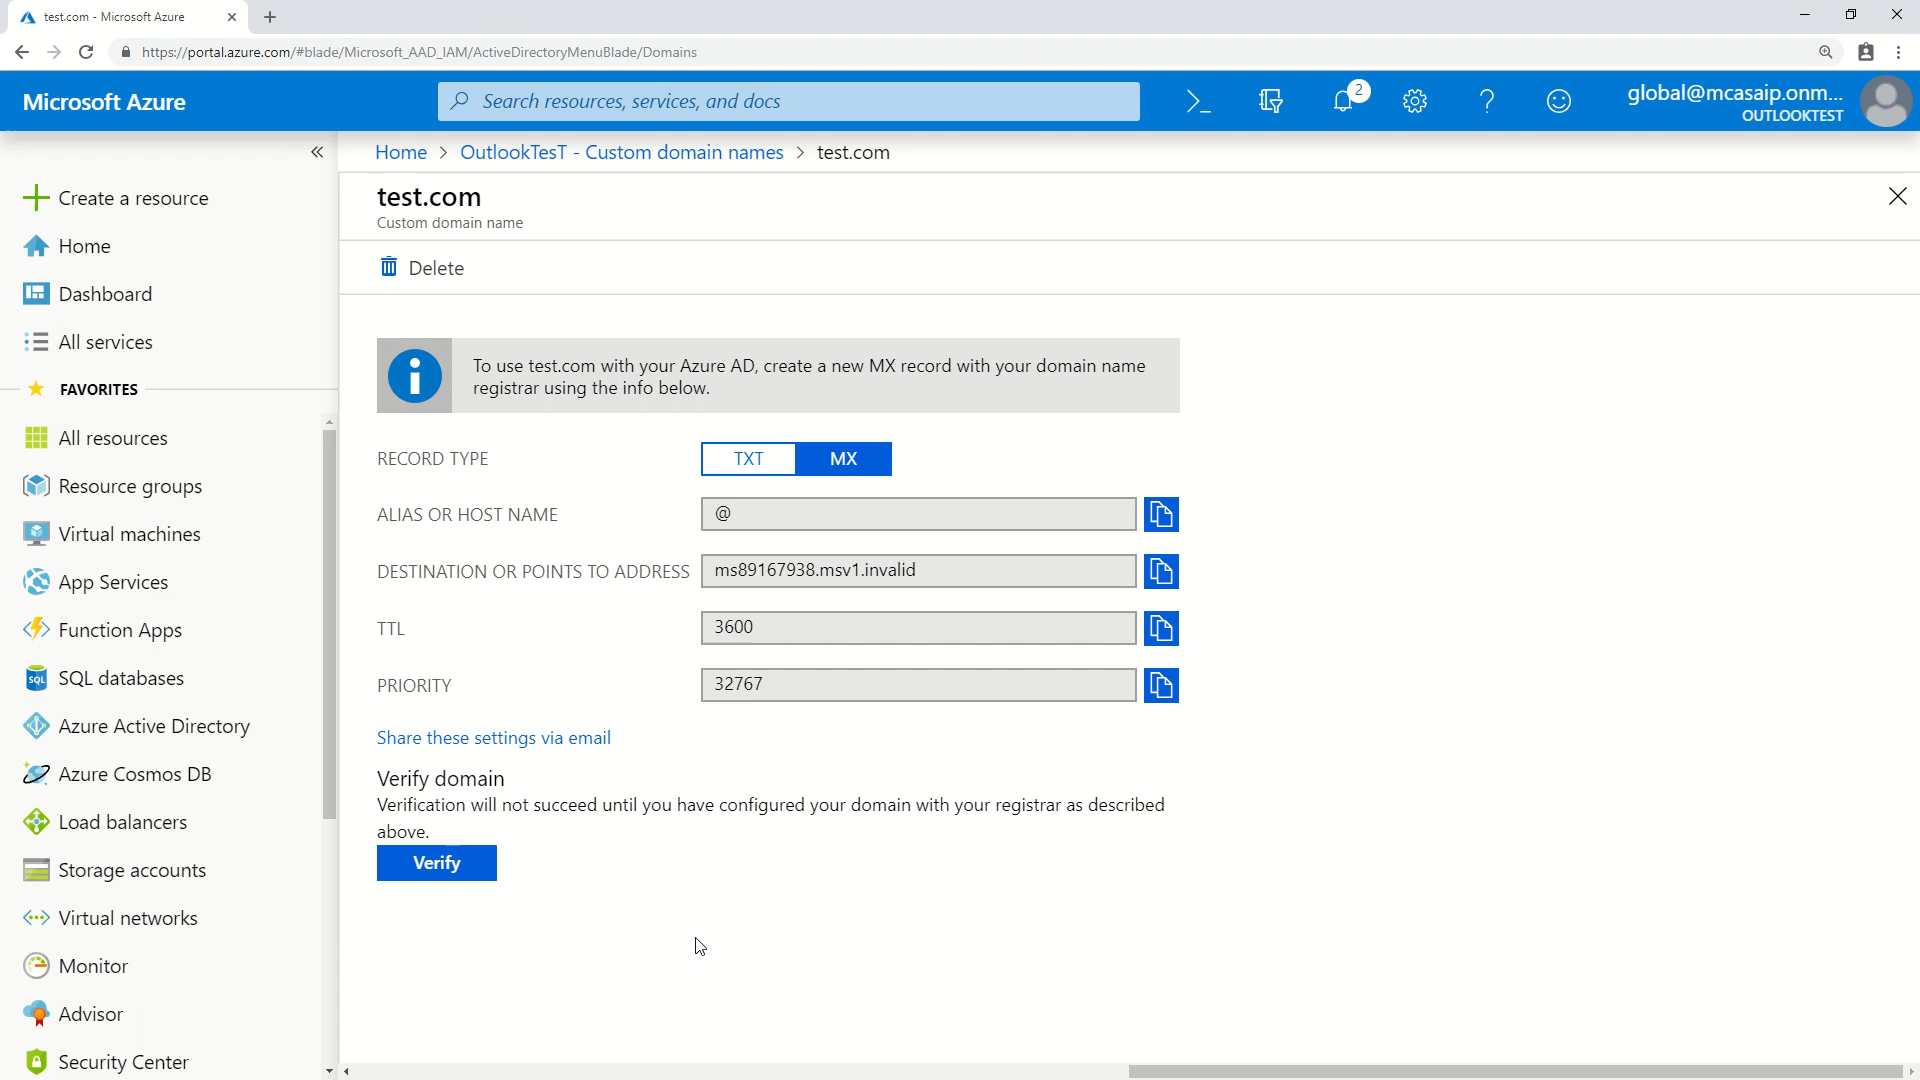 test.com - Microsoft Azure
https://portal.azure.com/#blade/Microsoft_AAD_IAM/ActiveDirectoryMenuBlade/Domains
Microsoft Azure
Search resources, services, and docs
2
global@mcasaip.onm...
OUTLOOKTEST
Home > OutlookTesT - Custom domain names > test.com
test.com
Custom domain name
Delete
Create a resource
Home
Dashboard
All services
FAVORITES
All resources
Resource groups
Virtual machines
App Services
Function Apps
SQL
SQL databases
Azure Active Directory
Azure Cosmos DB
Load balancers
Storage accounts
Virtual networks
Monitor
Advisor
Security Center
To use test.com with your Azure AD, create a new MX record with your domain name
registrar using the info below.
RECORD TYPE
TXT MX
ALIAS OR HOST NAME
@
DESTINATION OR POINTS TO ADDRESS
ms89167938.msv1.invalid
TTL
3600
PRIORITY
32767
Share these settings via email
Verify domain
Verification will not succeed until you have configured your domain with your registrar as described
above.
Verify